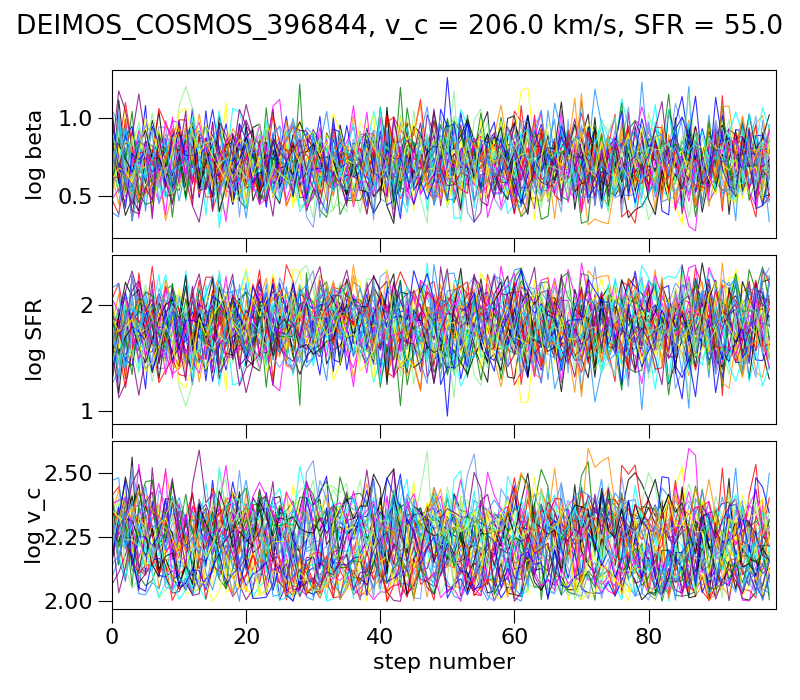 DEIMOS_COSMOS_396844, v_c = 206.0 km/s, SFR = 55.0
1.0
log beta
0.5
2
log SFR
1
2.50
log v_c
2.25
2.00
0 20 40 60 80
step number